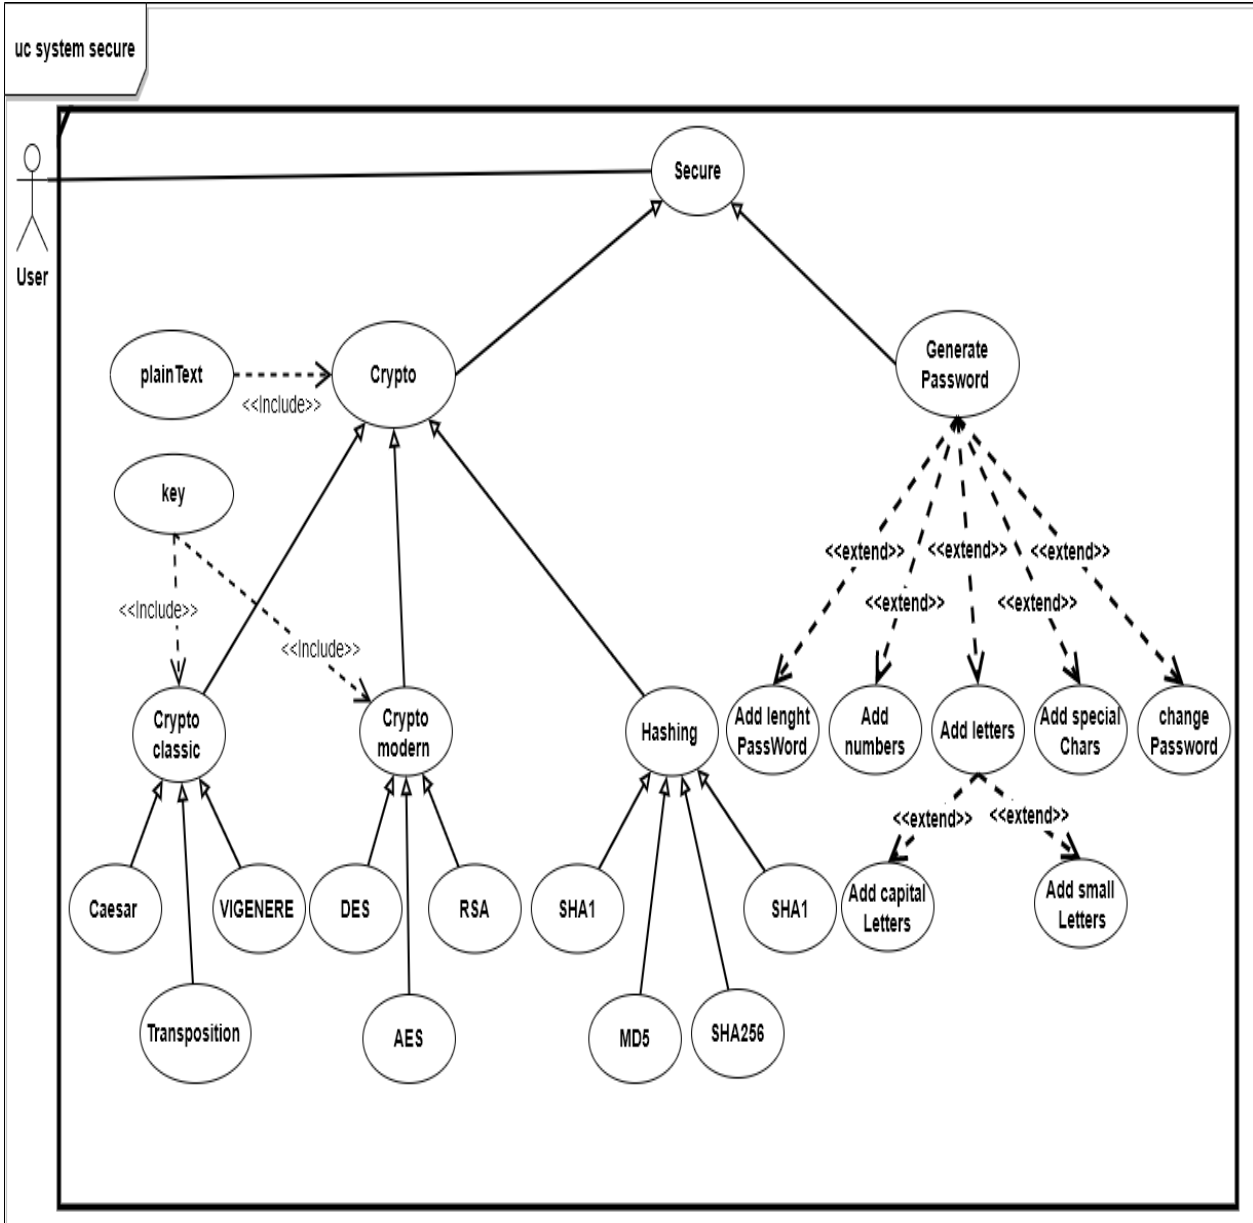 uc system secure
User
Secure
plainText
<<Include>>
Crypto
Generate
Password
key
<<Include>>
<<Include>>
<<extend>>
<<extend>>
<<extend>>
<<extend>>
<<extend>>
Crypto
classic
Crypto
modern
Hashing
Add lenght
PassWord
Add
numbers
Add letters
Add special
Chars
change
Password
<<extend>>
<<extend>>
Caesar
VIGENERE
DES
RSA
SHA1
SHA1
Add capital
Letters
Add small
Letters
Transposition
AES
MD5
SHA256